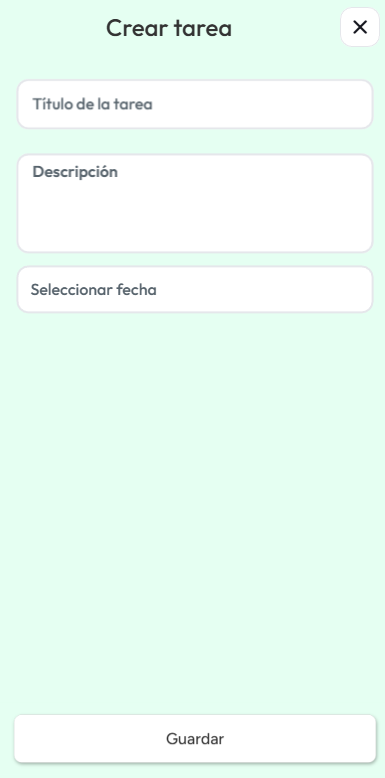 Crear tarea
Título de la tarea
Descripción
Seleccionar fecha
Guardar